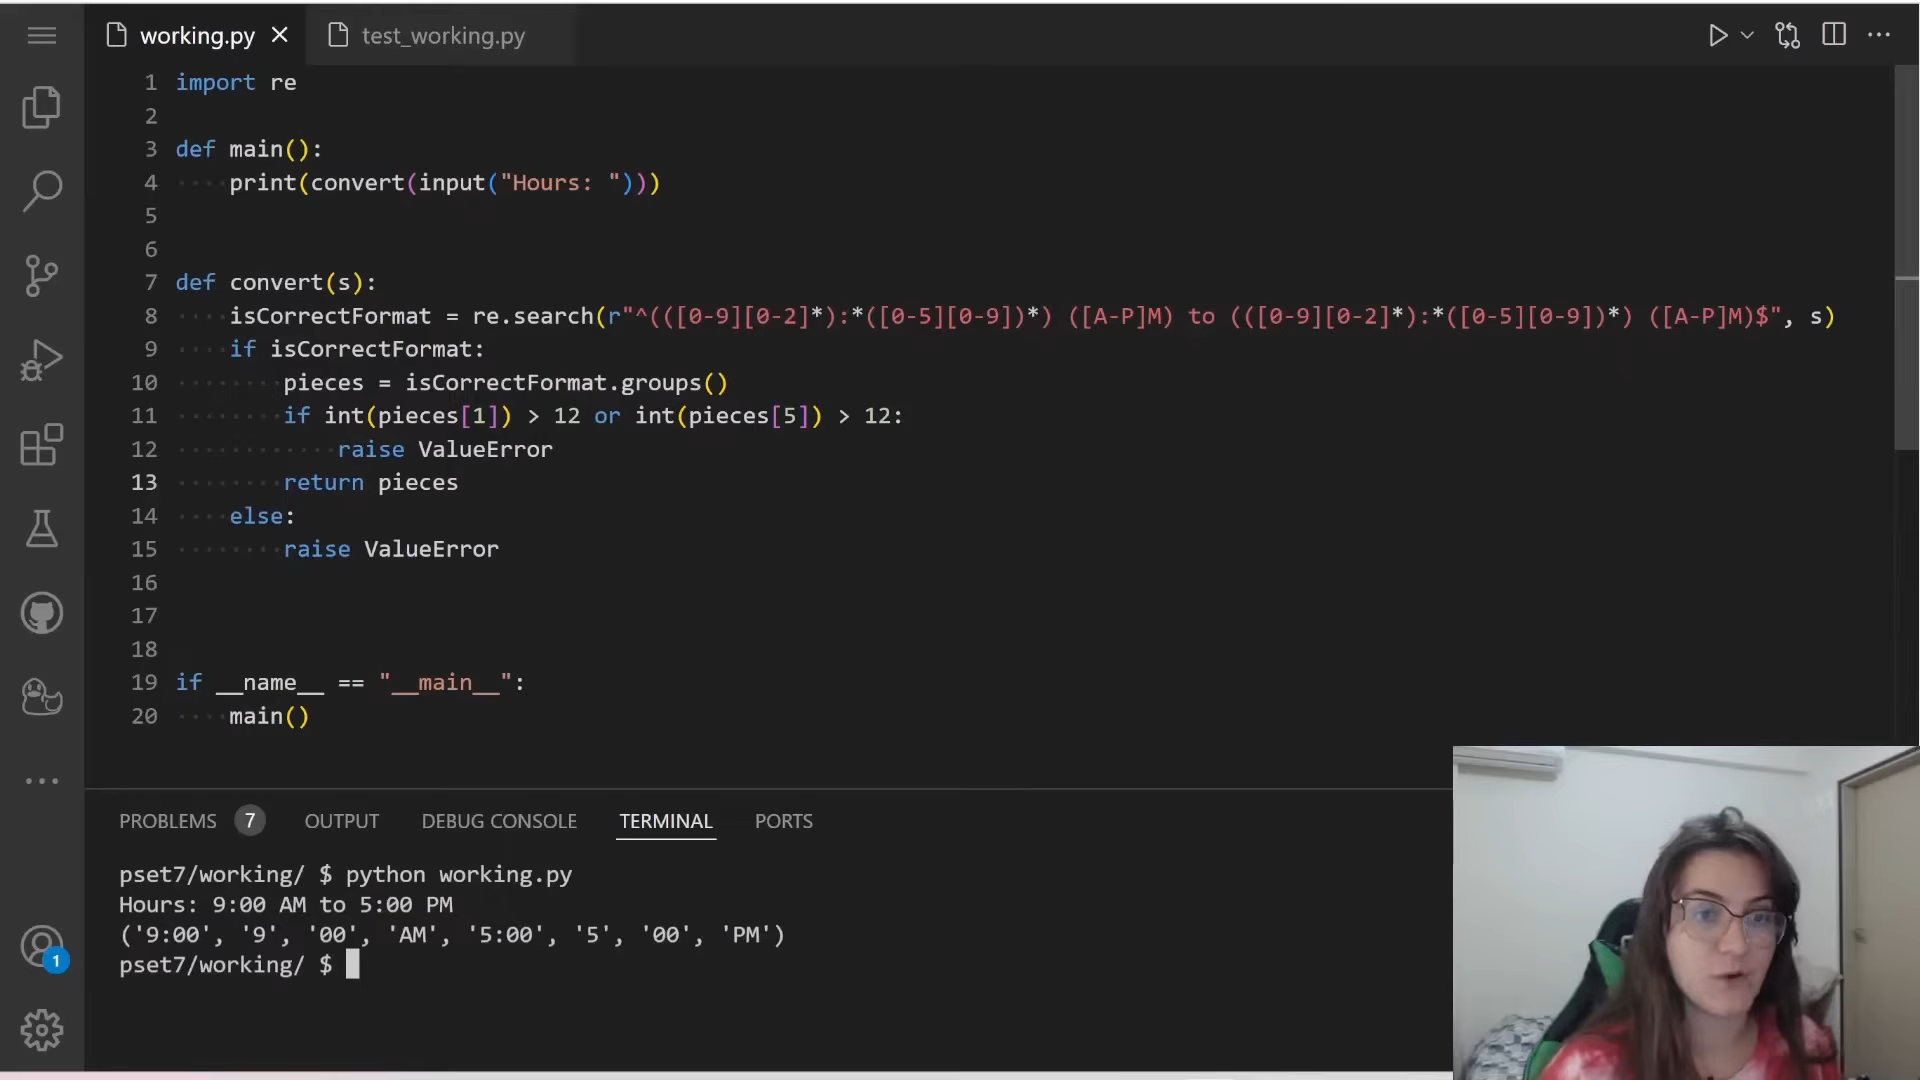 working.py
test_working.py
1 import re
2
3 def main():
4 print(convert(input("Hours: ")))
5
6
7 def convert(s):
8 isCorrectFormat = re.search(r"^(([0-9][0-2]*):*([0-5][0-9])*) ([A-P]M) to (([0-9][0-2]*):*([0-5][0-9])*) ([A-P]M)$", s)
9 if isCorrectFormat:
10 pieces = isCorrectFormat.groups()
11 if int(pieces[1]) > 12 or int(pieces[5]) > 12:
12 raise ValueError
13 return pieces
14 else:
15 raise ValueError
16
17
18
19 if __name__ == "__main__":
20 main()
PROBLEMS 7 OUTPUT DEBUG CONSOLE TERMINAL PORTS
pset7/working/ $ python working.py
Hours: 9:00 AM to 5:00 PM
('9:00', '9', '00', 'AM', '5:00', '5', '00', 'PM')
pset7/working/ $
1